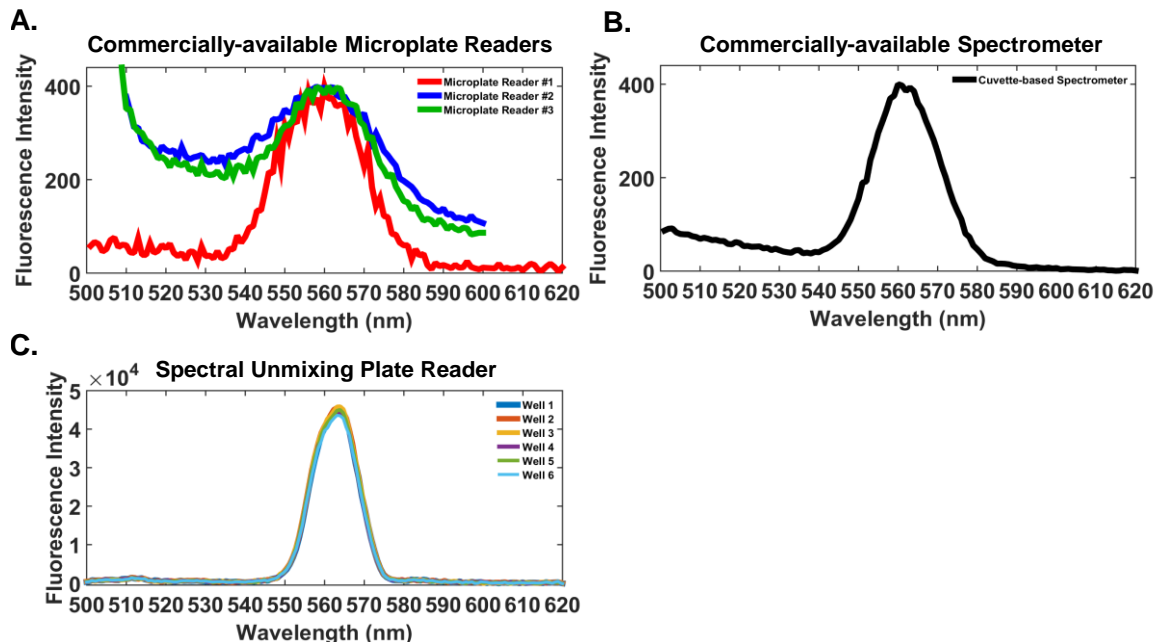 A.
Commercially-available Microplate Readers
Fluorescence Intensity
400
200
0
Microplate Reader #1
Microplate Reader #2
Microplate Reader #3
500 510 520 530 540 550 560 570 580 590 600 610 620
Wavelength (nm)
B.
Commercially-available Spectrometer
Fluorescence Intensity
400
200
0
Cuvette-based Spectrometer
500 510 520 530 540 550 560 570 580 590 600 610 620
Wavelength (nm)
C.
Spectral Unmixing Plate Reader
× 10⁴
Fluorescence Intensity
5
4
3
2
1
0
Well 1
Well 2
Well 3
Well 4
Well 5
Well 6
500 510 520 530 540 550 560 570 580 590 600 610 620
Wavelength (nm)